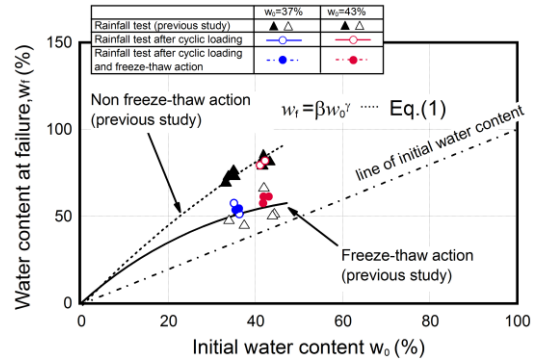 w₀=37% w₀=43%
Rainfall test (previous study)
Rainfall test after cyclic loading
Rainfall test after cyclic loading
and freeze-thaw action
150
100
50
0
Water content at failure,wf(%)
Non freeze-thaw action
(previous study)
wf=βw₀^γ Eq.(1)
line of initial water content
Freeze-thaw action
(previous study)
0 20 40 60 80 100
Initial water content w₀ (%)